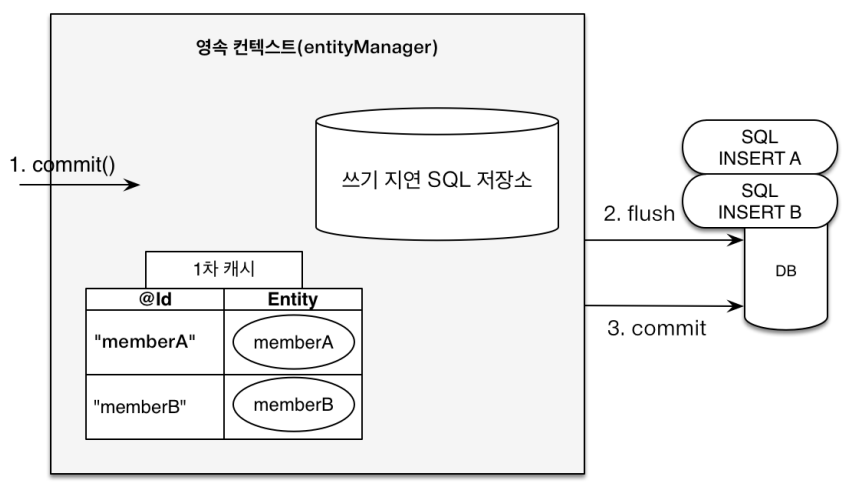 영속 컨텍스트(entityManager)
1. commit()
쓰기 지연 SQL 저장소
SQL
INSERT A
SQL
INSERT B
2. flush
DB
3. commit
1차 캐시
@Id Entity
"memberA" memberA
"memberB" memberB